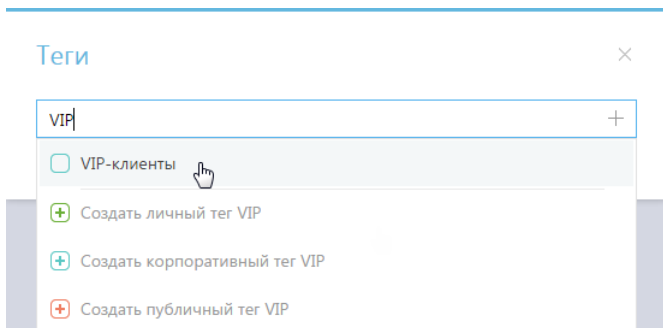 Теги
VIP
VIP-клиенты
Создать личный тег VIP
Создать корпоративный тег VIP
Создать публичный тег VIP